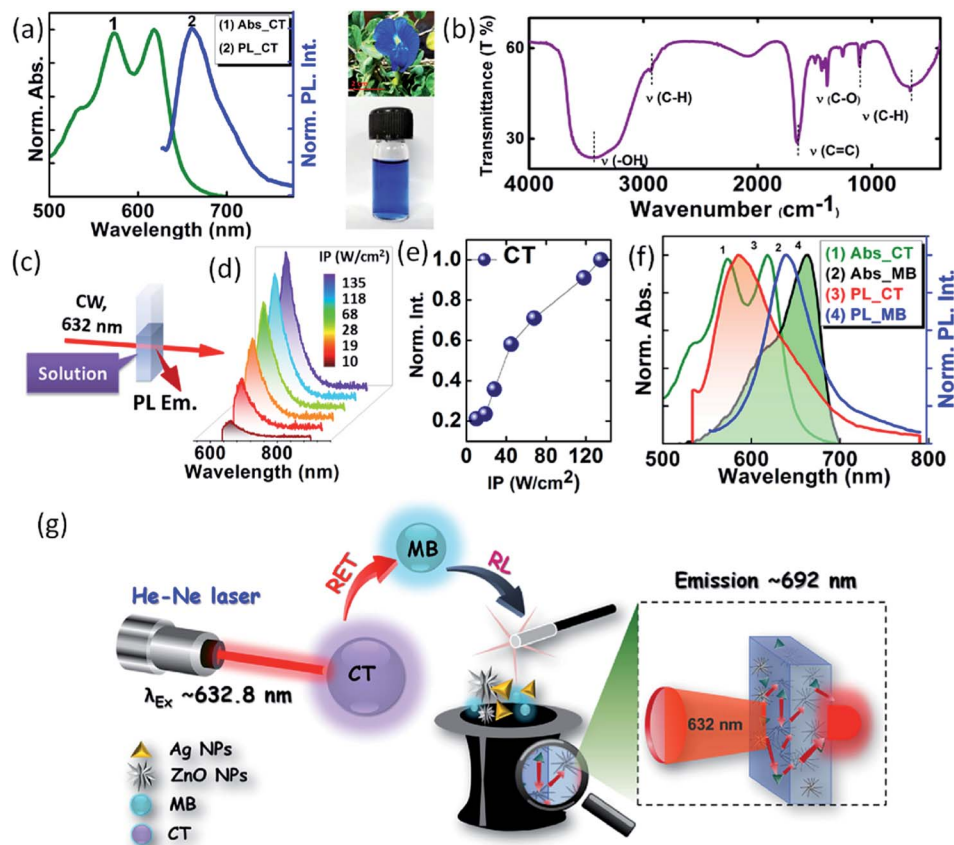 (a)
1
2
(1) Abs_CT
(2) PL_CT
Norm. Abs.
Norm. PL. Int.
500
600
700
Wavelength (nm)
(b)
60
30
Transmittance (T %)
ν (C-H)
ν (-OH)
ν (C=C)
ν (C-O)
ν (C-H)
4000
3000
2000
1000
Wavenumber (cm-1)
(c)
CW,
632 nm
Solution
PL Em.
(d)
IP (W/cm2)
135
118
68
28
19
10
600
800
Wavelength (nm)
(e)
CT
1.0
0.8
0.6
0.4
0.2
Norm. Int.
0
40
80
120
IP (W/cm2)
(f)
1
3
2
4
(1) Abs_CT
(2) Abs_MB
(3) PL_CT
(4) PL_MB
Norm. Abs.
Norm. PL. Int.
500
600
700
800
Wavelength (nm)
(g)
He-Ne laser
λEx ~632.8 nm
RET
MB
RL
CT
Emission ~692 nm
632 nm
Ag NPs
ZnO NPs
MB
CT